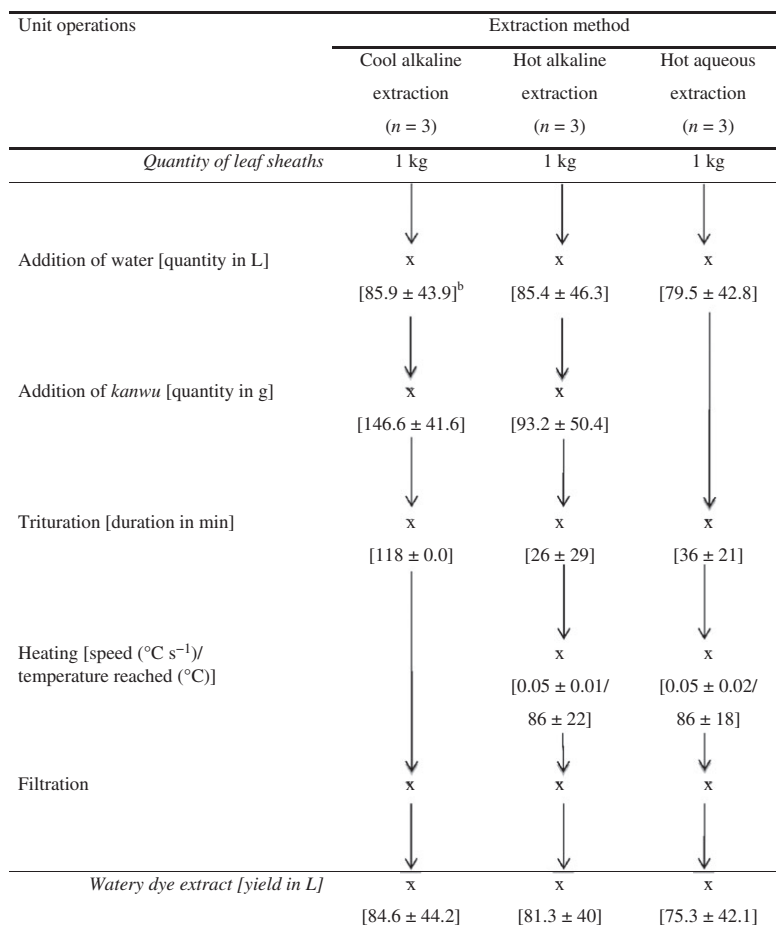 Unit operations Extraction method
Cool alkaline Hot alkaline Hot aqueous
extraction extraction extraction
(n = 3) (n = 3) (n = 3)
Quantity of leaf sheaths 1 kg 1 kg 1 kg
Addition of water [quantity in L] x x x
[85.9 ± 43.9]ᵇ [85.4 ± 46.3] [79.5 ± 42.8]
Addition of kanwu [quantity in g] x x
[146.6 ± 41.6] [93.2 ± 50.4]
Trituration [duration in min] x x x
[118 ± 0.0] [26 ± 29] [36 ± 21]
Heating [speed (°C s⁻¹)/ x x
temperature reached (°C)] [0.05 ± 0.01/ [0.05 ± 0.02/
86 ± 22] 86 ± 18]
Filtration x x x
Watery dye extract [yield in L] x x x
[84.6 ± 44.2] [81.3 ± 40] [75.3 ± 42.1]